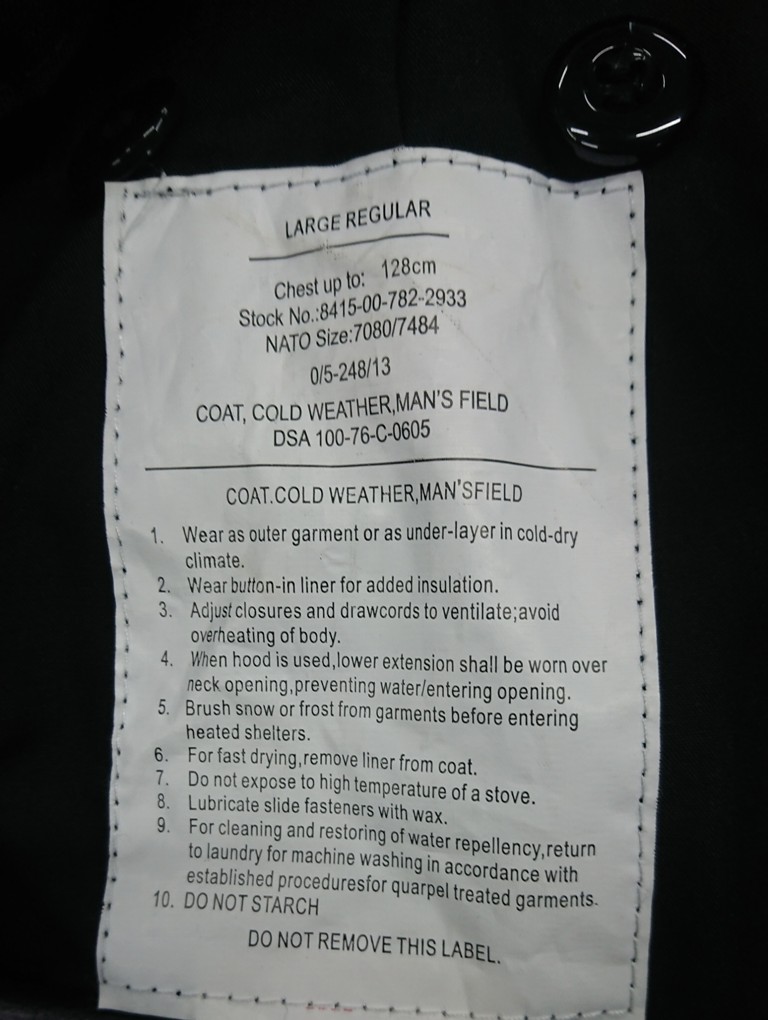 LARGE REGULAR
Chest up to: 128cm
Stock No.:8415-00-782-2933
NATO Size:7080/7484
0/5-248/13
COAT, COLD WEATHER,MAN'S FIELD
DSA 100-76-C-0605
COAT.COLD WEATHER,MAN'SFIELD
1. Wear as outer garment or as under-layer in cold-dry
climate.
2. Wear button-in liner for added insulation.
3. Adjust closures and drawcords to ventilate;avoid
overheating of body.
4. When hood is used,lower extension shall be worn over
neck opening,preventing water/entering opening.
5. Brush snow or frost from garments before entering
heated shelters.
6. For fast drying,remove liner from coat.
7. Do not expose to high temperature of a stove.
8. Lubricate slide fasteners with wax.
9. For cleaning and restoring of water repellency,return
to laundry for machine washing in accordance with
established proceduresfor quarpel treated garments.
10. DO NOT STARCH
DO NOT REMOVE THIS LABEL.